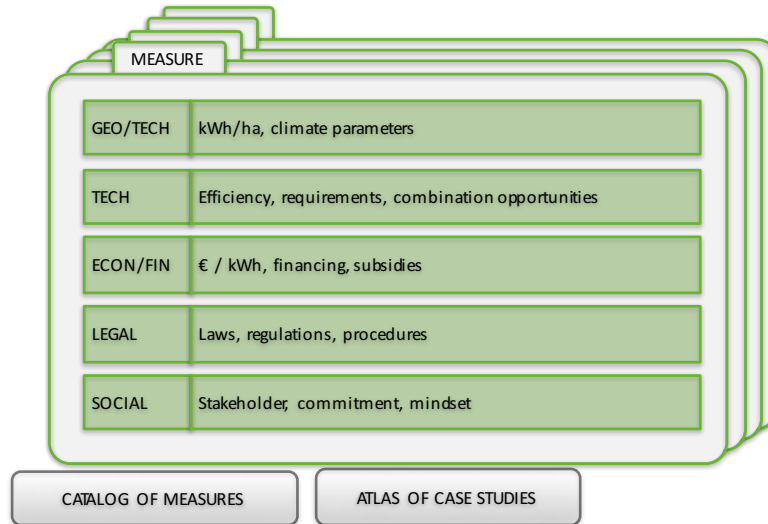 MEASURE
GEO/TECH kWh/ha, climate parameters
TECH Efficiency, requirements, combination opportunities
ECON/FIN € / kWh, financing, subsidies
LEGAL Laws, regulations, procedures
SOCIAL Stakeholder, commitment, mindset
CATALOG OF MEASURES ATLAS OF CASE STUDIES